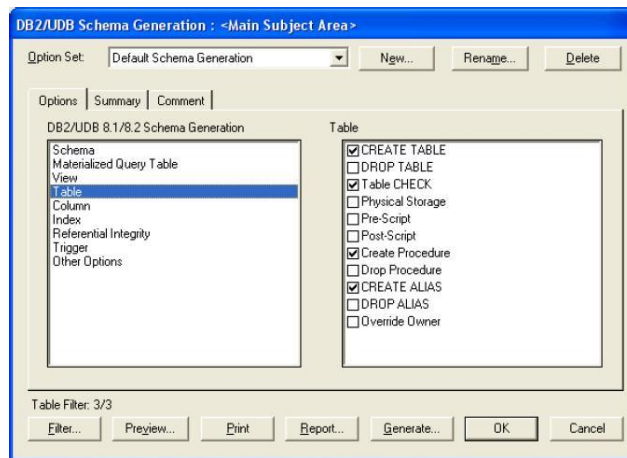 DB2/UDB Schema Generation : <Main Subject Area>
Option Set: Default Schema Generation New... Rename... Delete
Options Summary Comment
DB2/UDB 8.1/8.2 Schema Generation
Schema
Materialized Query Table
View
Table
Column
Index
Referential Integrity
Trigger
Other Options
Table
CREATE TABLE
DROP TABLE
Table CHECK
Physical Storage
Pre-Script
Post-Script
Create Procedure
Drop Procedure
CREATE ALIAS
DROP ALIAS
Override Owner
Table Filter: 3/3
Filter... Preview... Print Report... Generate... OK Cancel